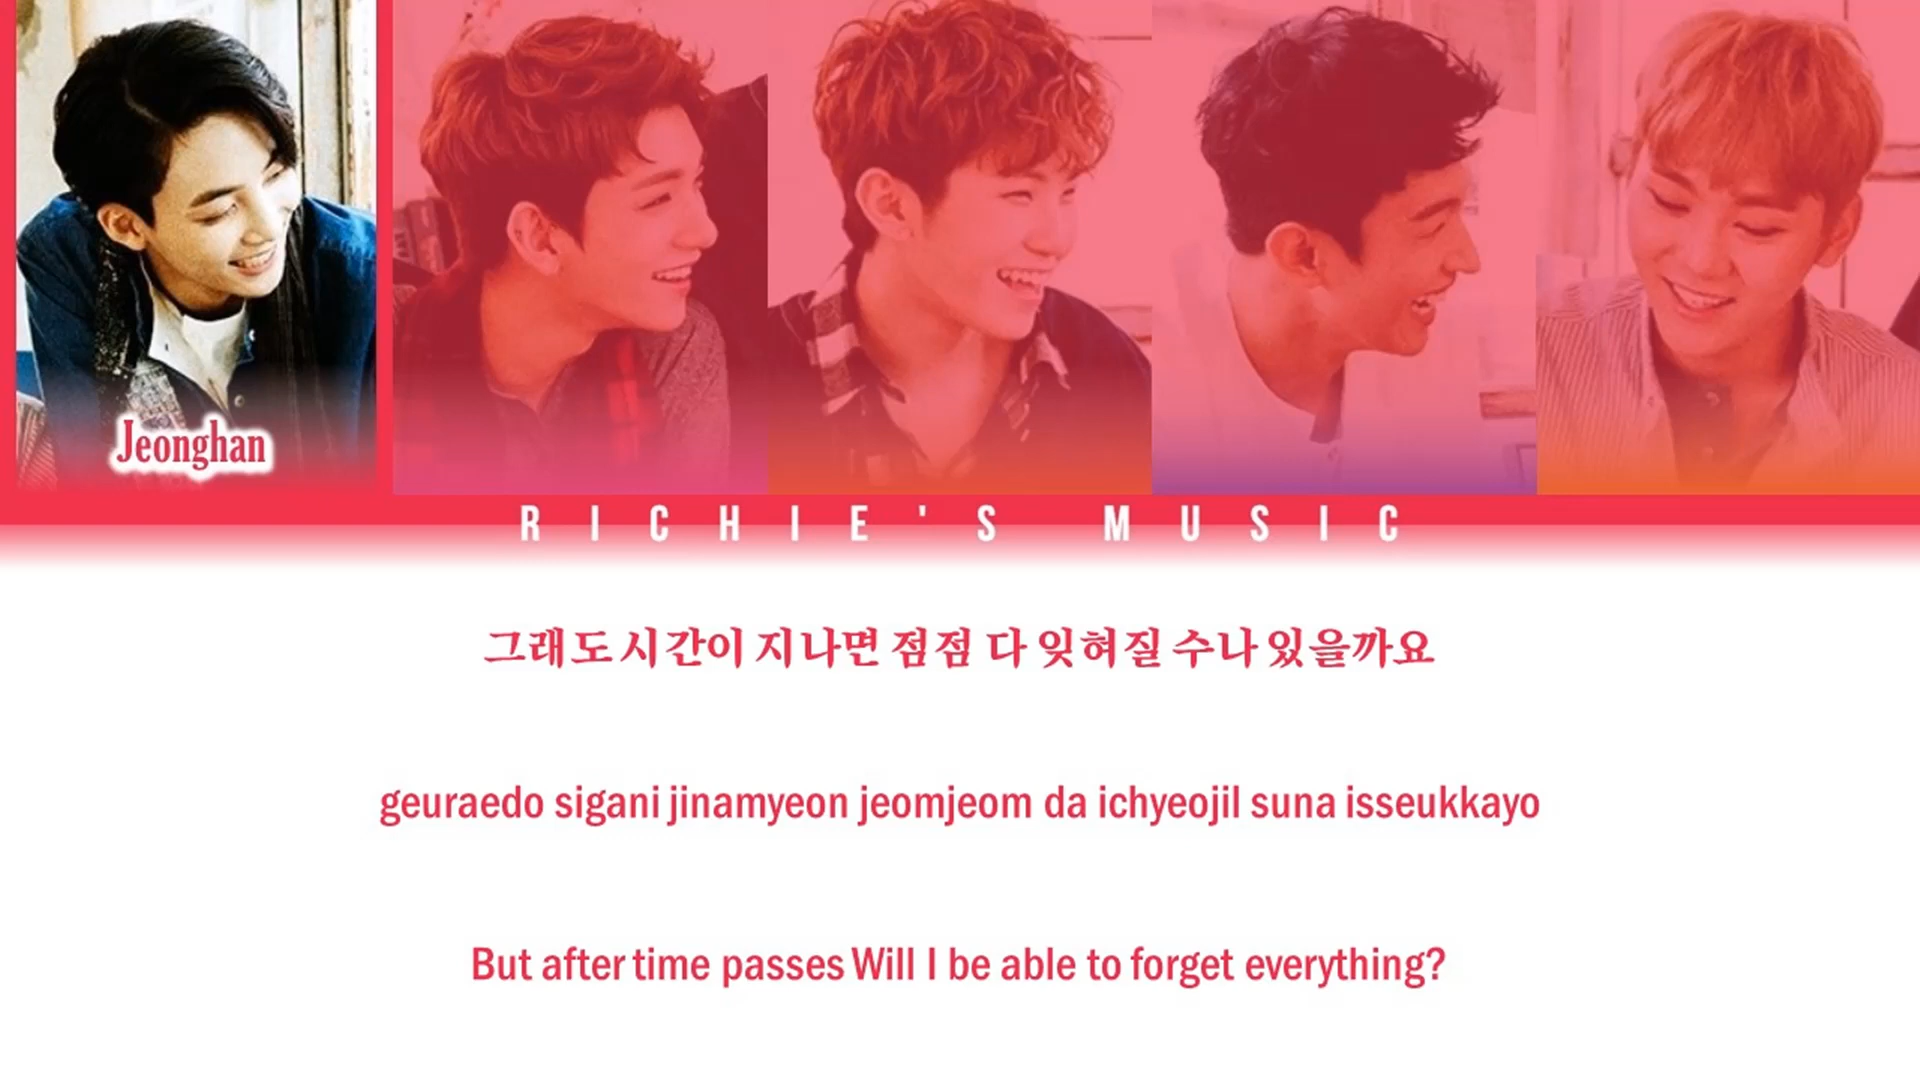 Jeonghan
RICHIE'S MUSIC
그래도 시간이 지나면 점점 다 잊혀질 수나 있을까요
geuraedo sigani jinamyeon jeomjeom da ichyeojil suna isseukkayo
But after time passes Will I be able to forget everything?